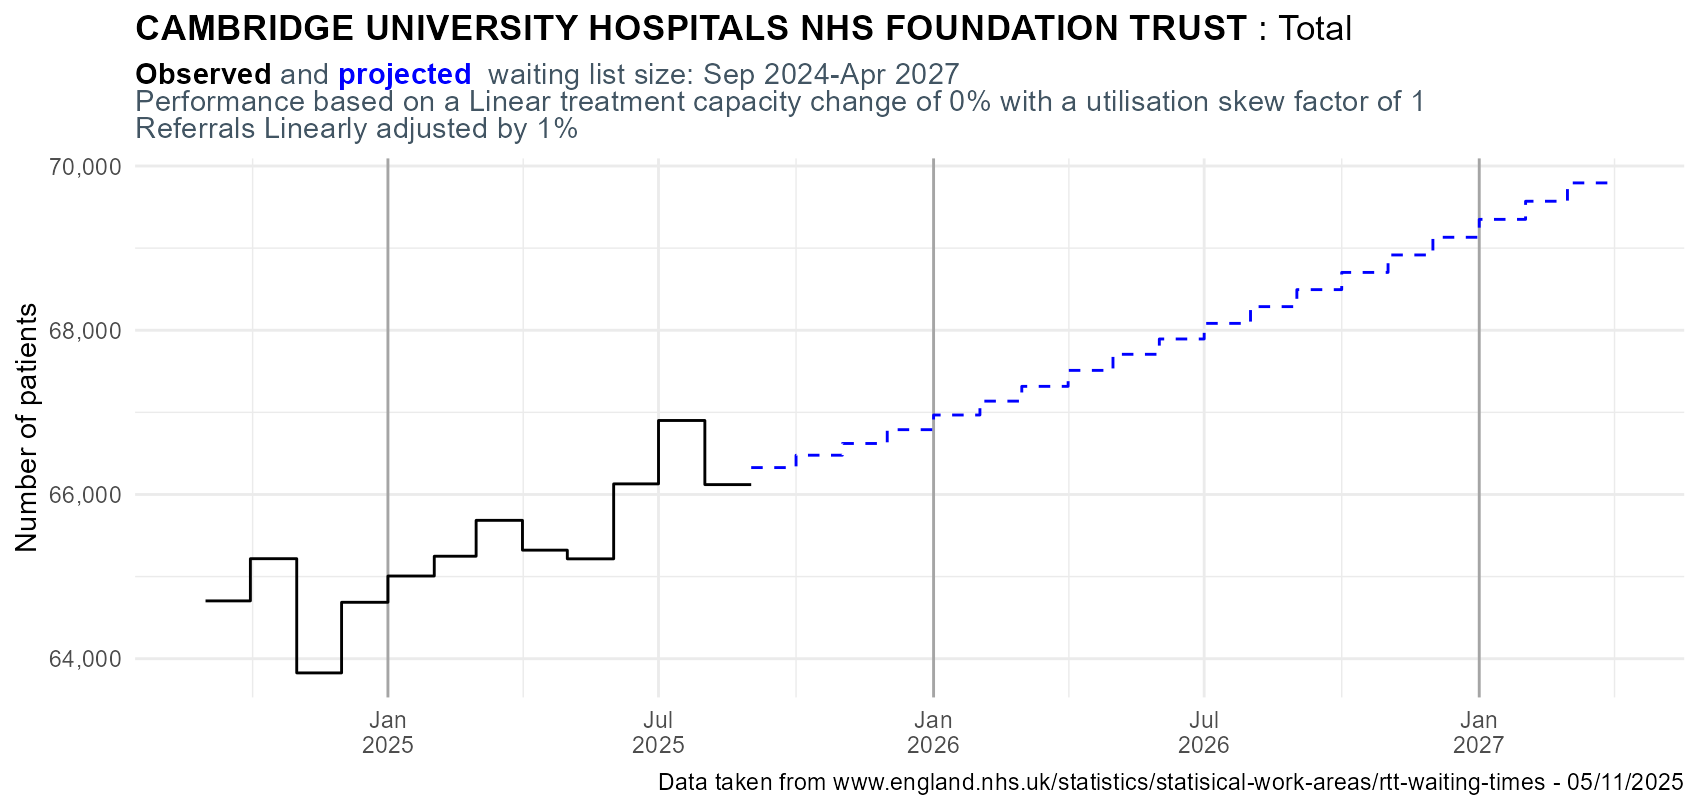 CAMBRIDGE UNIVERSITY HOSPITALS NHS FOUNDATION TRUST : Total
Observed and projected waiting list size: Sep 2024-Apr 2027
Performance based on a Linear treatment capacity change of 0% with a utilisation skew factor of 1
Referrals Linearly adjusted by 1%
Number of patients
70,000
68,000
66,000
64,000
Jan
2025
Jul
2025
Jan
2026
Jul
2026
Jan
2027
Data taken from www.england.nhs.uk/statistics/statisical-work-areas/rtt-waiting-times - 05/11/2025